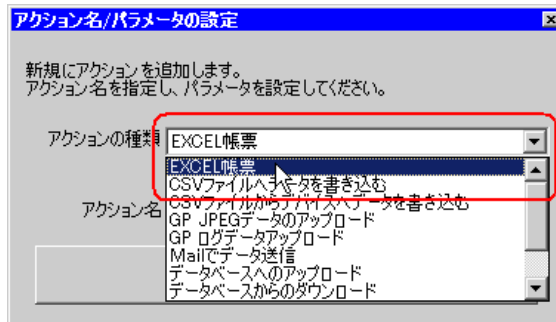 アクション名/パラメータの設定
新規にアクションを追加します。
アクション名を指定し、パラメータを設定してください。
アクションの種類 EXCEL帳票
EXCEL帳票
CSVファイルへデータを書き込む
アクション名 CSVファイルからデバイスへデータを書き込む
GP JPEGデータのアップロード
GP ログデータアップロード
Mailでデータ送信
データベースへのアップロード
データベースからのダウンロード